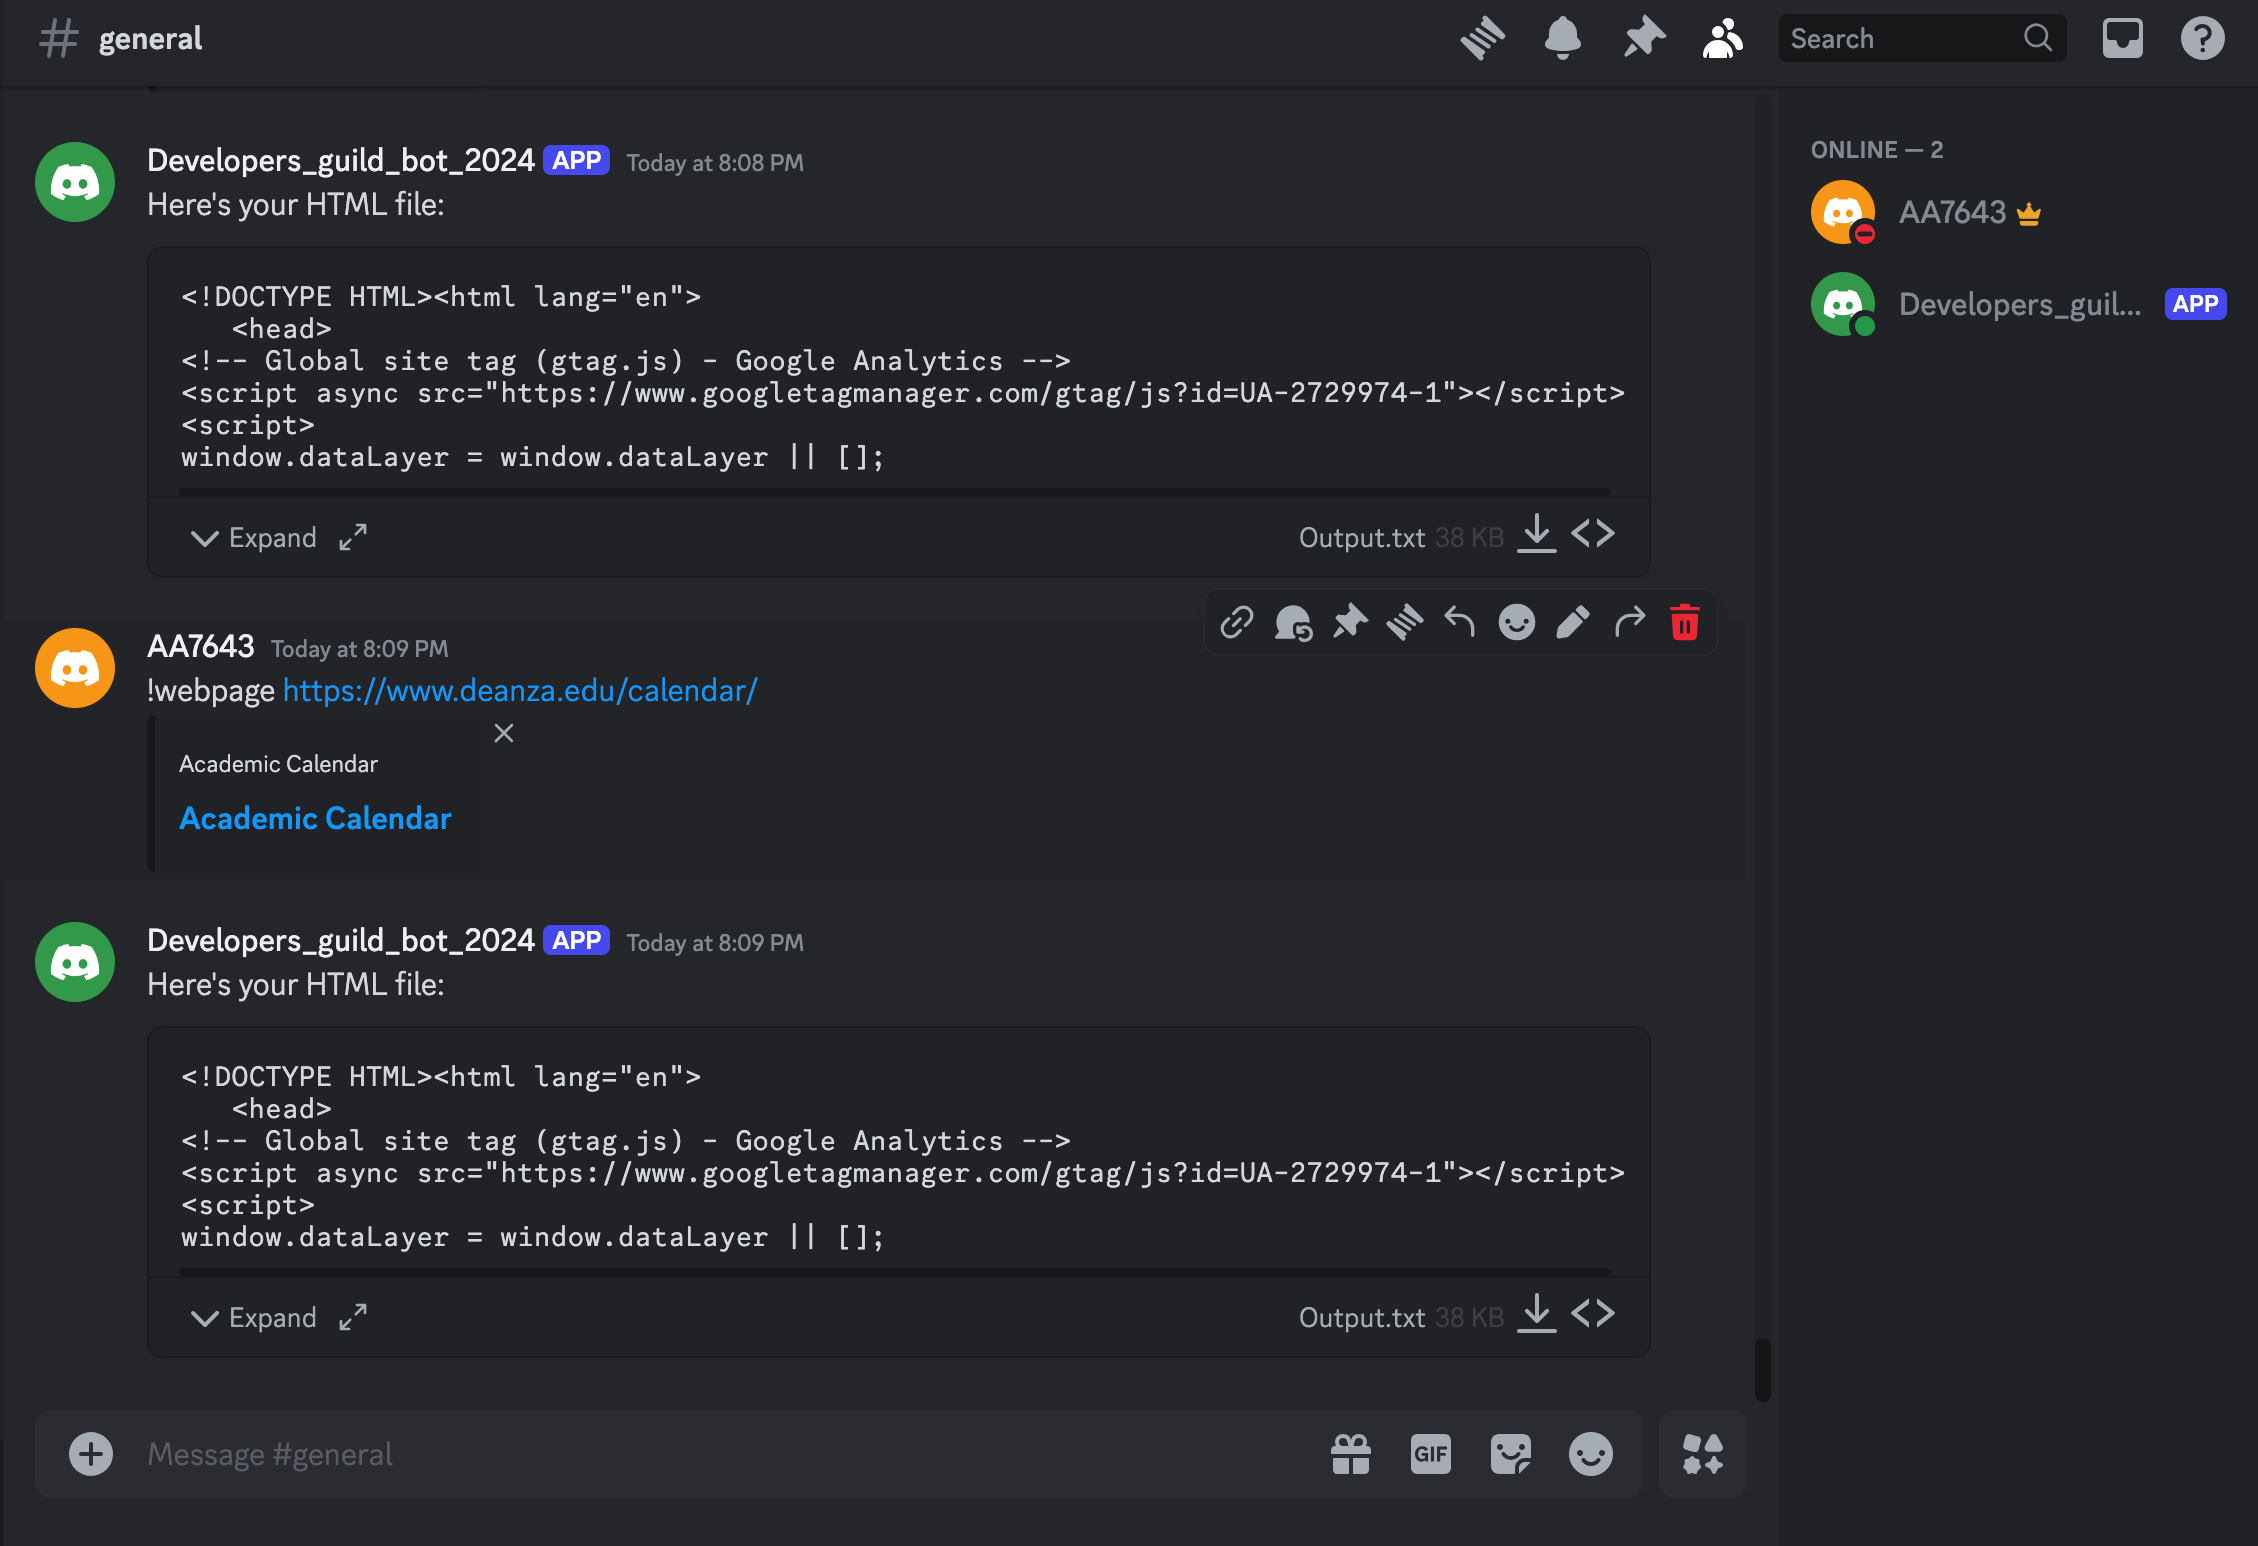 general
Search
Developers_guild_bot_2024 APP Today at 8:08 PM
Here's your HTML file:
<!DOCTYPE HTML><html lang="en">
<head>
<!-- Global site tag (gtag.js) - Google Analytics -->
<script async src="https://www.googletagmanager.com/gtag/js?id=UA-2729974-1"></script>
<script>
window.dataLayer = window.dataLayer || [];
Expand
Output.txt 38 KB
AA7643 Today at 8:09 PM
!webpage https://www.deanza.edu/calendar/
Academic Calendar
Academic Calendar
Developers_guild_bot_2024 APP Today at 8:09 PM
Here's your HTML file:
<!DOCTYPE HTML><html lang="en">
<head>
<!-- Global site tag (gtag.js) - Google Analytics -->
<script async src="https://www.googletagmanager.com/gtag/js?id=UA-2729974-1"></script>
<script>
window.dataLayer = window.dataLayer || [];
Expand
Output.txt 38 KB
Message #general
GIF
ONLINE — 2
AA7643
Developers_guil... APP